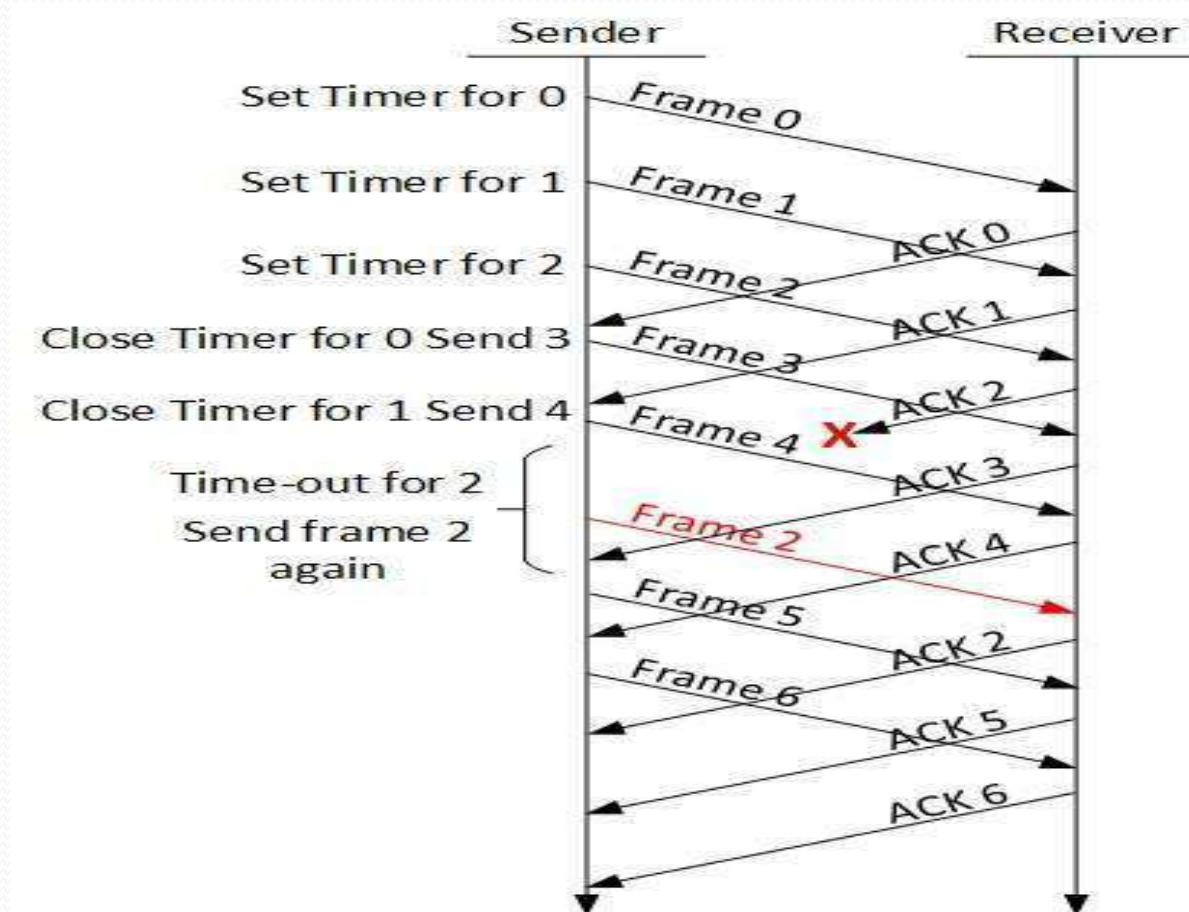 Sender
Receiver
Set Timer for 0
Frame 0
Set Timer for 1
Frame 1
ACK 0
Set Timer for 2
Frame 2
ACK 1
Close Timer for 0 Send 3
Frame 3
ACK 2
Close Timer for 1 Send 4
Frame 4
X
ACK 3
Time-out for 2
Send frame 2
again
Frame 2
ACK 4
Frame 5
ACK 2
Frame 6
ACK 5
ACK 6